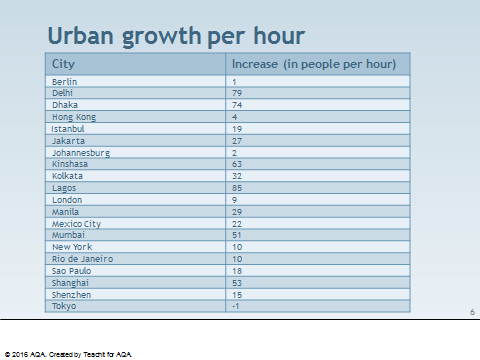 Urban growth per hour
City Increase (in people per hour)
Berlin 1
Delhi 79
Dhaka 74
Hong Kong 4
Istanbul 19
Jakarta 27
Johannesburg 2
Kinshasa 63
Kolkata 32
Lagos 85
London 9
Manila 29
Mexico City 22
Mumbai 51
New York 10
Rio de Janeiro 10
Sao Paulo 18
Shanghai 53
Shenzhen 15
Tokyo -1
6
© 2016 AQA. Created by Teachit for AQA.